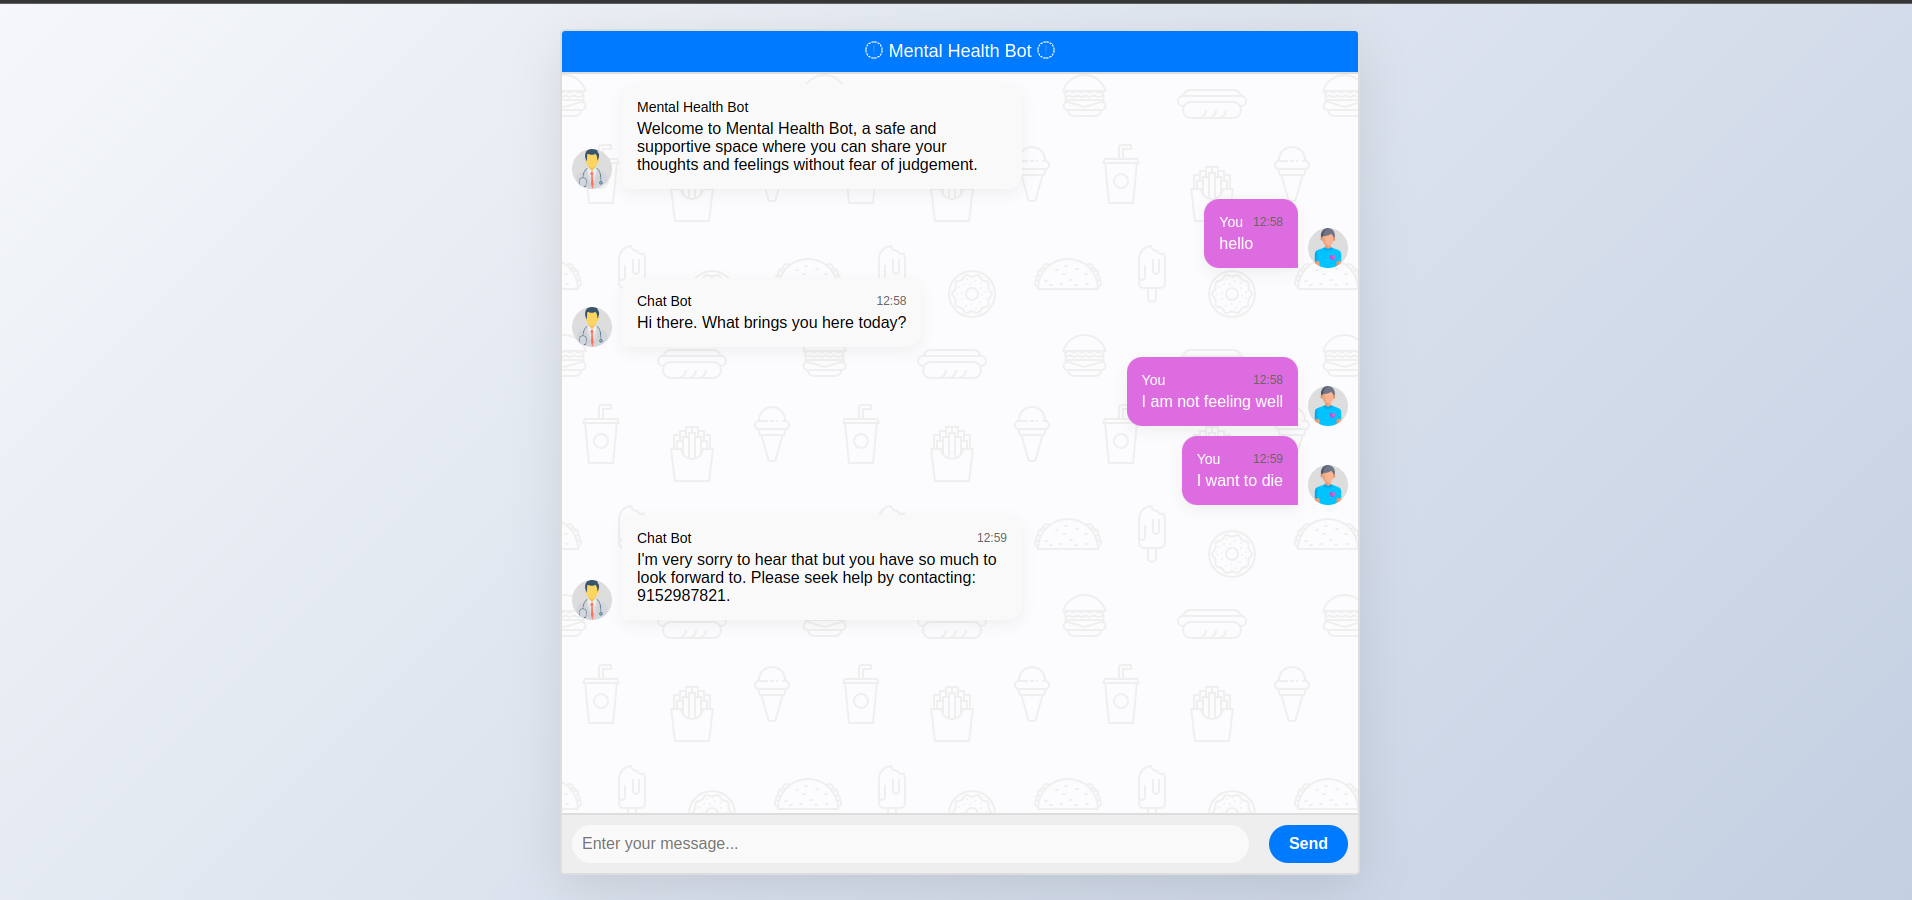 Mental Health Bot
Mental Health Bot
Welcome to Mental Health Bot, a safe and
supportive space where you can share your
thoughts and feelings without fear of judgement.
You 12:58
hello
Chat Bot 12:58
Hi there. What brings you here today?
You 12:58
I am not feeling well
You 12:59
I want to die
Chat Bot 12:59
I'm very sorry to hear that but you have so much to
look forward to. Please seek help by contacting:
9152987821.
Enter your message...
Send